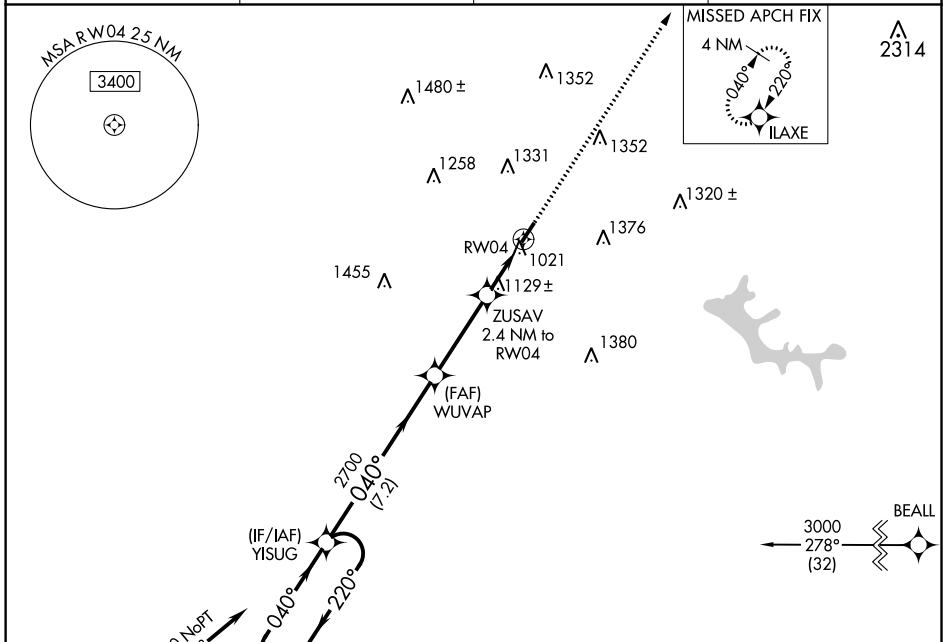 MSA RW04 25 NM
3400
1480 ±
1352
MISSED APCH FIX
4 NM
040°
220°
ILAXE
2314
1258
1331
1352
1320 ±
1376
RW04
1021
1455
1129 ±
ZUSAV
2.4 NM to
RW04
1380
(FAF)
WUVAP
2700
040°
(7.2)
(IF/IAF)
YISUG
BEALL
3000
278°
(32)
040°
220°
NoPT